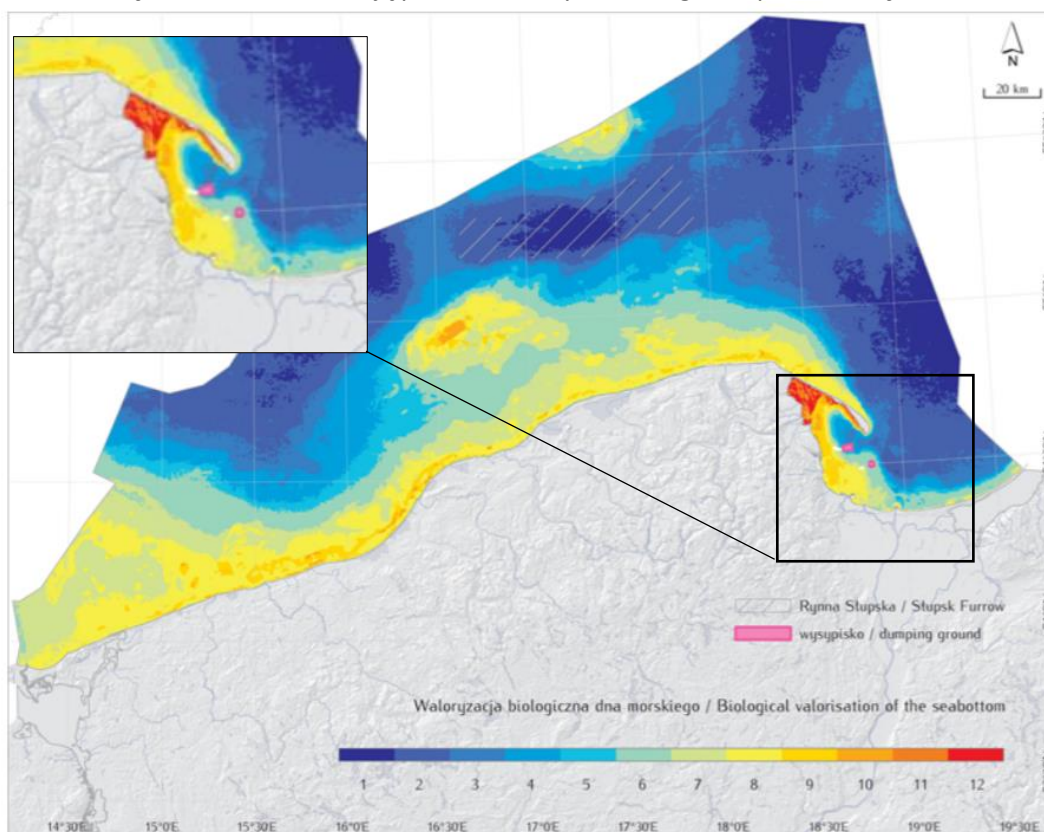 N
20 km
Rynna Słupska / Słupsk Furrow
wysypisko / dumping ground
Waloryzacja biologiczna dna morskiego / Biological valorisation of the seabottom
1 2 3 4 5 6 7 8 9 10 11 12
14°30'E 15°0'E 15°30'E 16°0'E 16°30'E 17°0'E 17°30'E 18°0'E 18°30'E 19°0'E 19°30'E